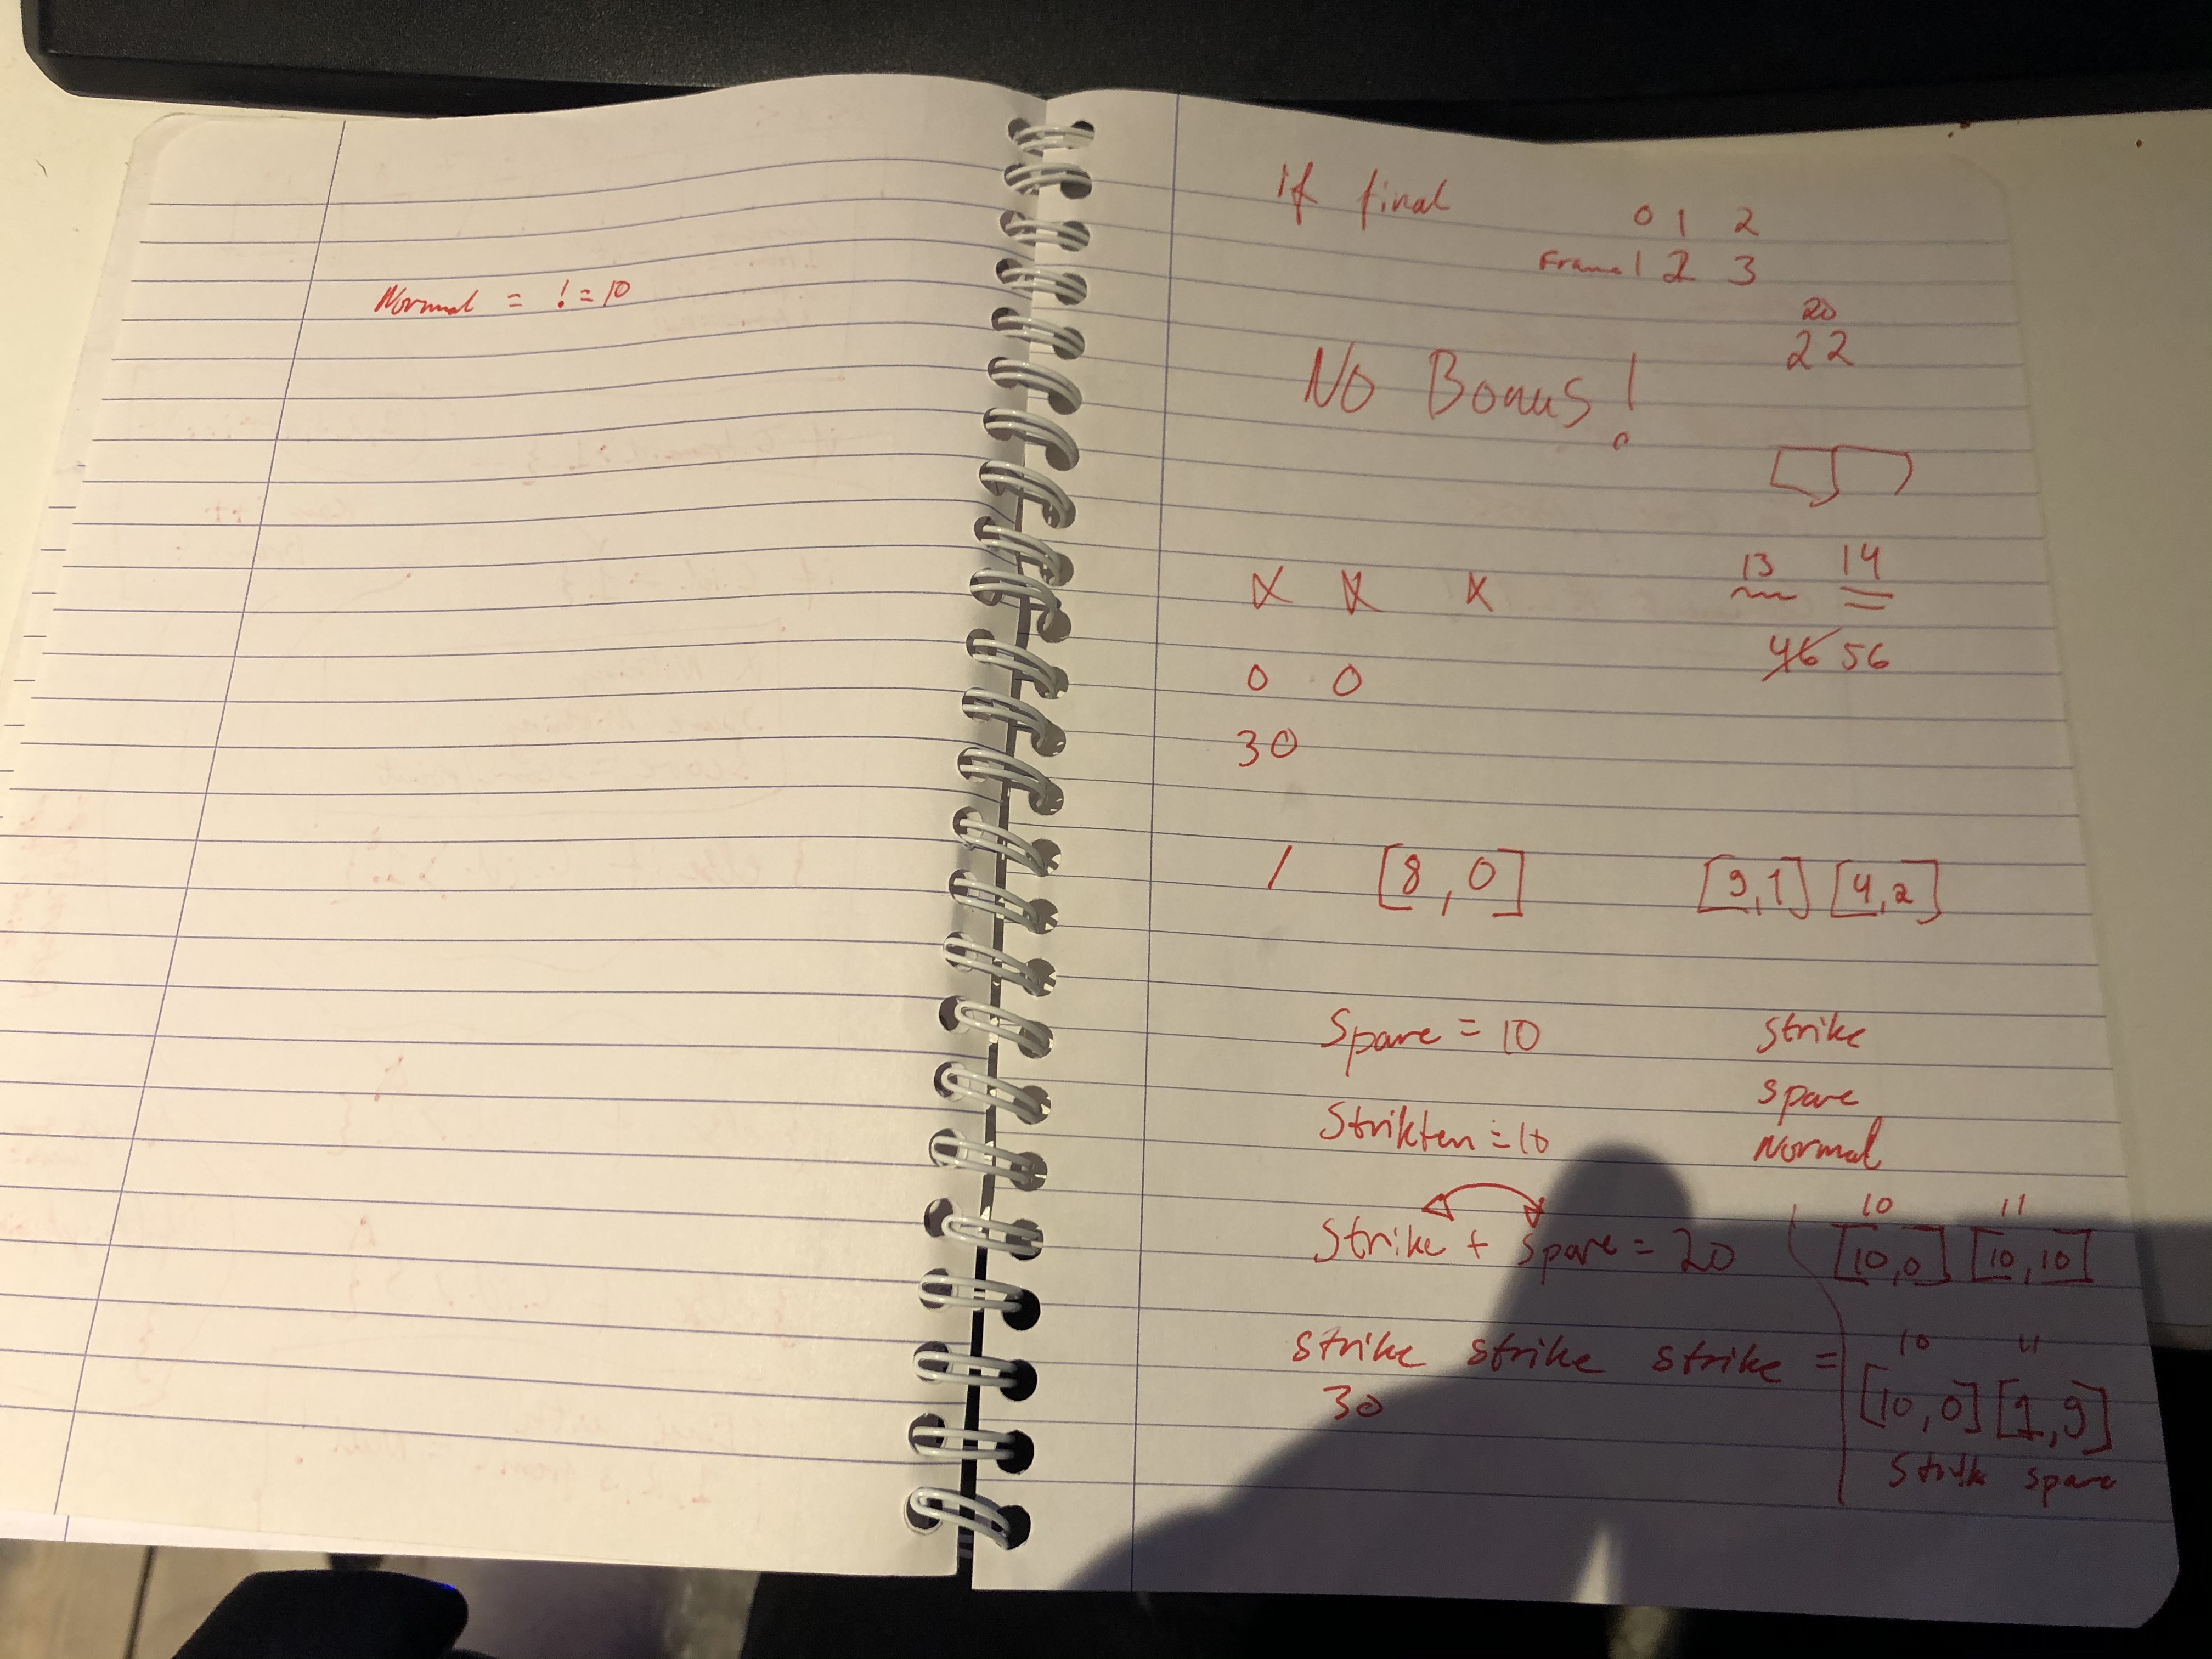 Normal = != 10
if final
0 1 2
Frame 1 2 3
20
22
No Bonus!
X X X
13 14
46 56
0 0
30
/ [8,0] [9,1] [4,2]
Spare = 10 Strike
Spare
Strikten = 10 Normal
10 11
Strike + Spare = 20 [10,0] [10,10]
Strike strike strike =
30
10 11
[10,0] [1,9]
Strik spare